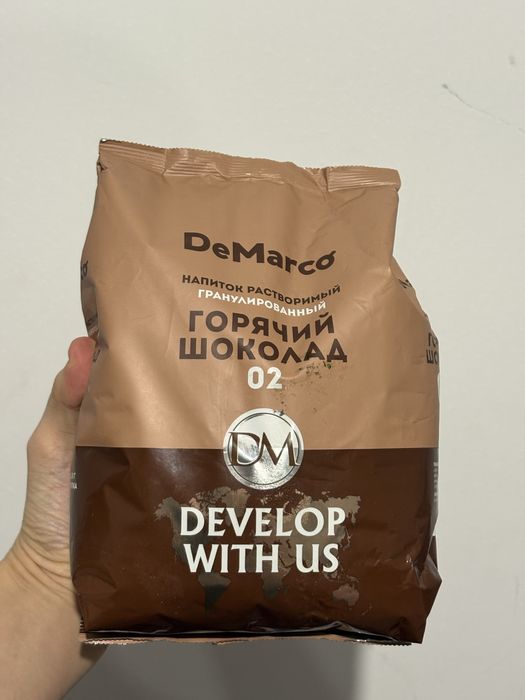 DeMarco
НАПИТОК РАСТВОРИМЫЙ
ГРАНУЛИРОВАННЫЙ
ГОРЯЧИЙ
ШОКОЛАД
02
DM
DEVELOP
WITH US